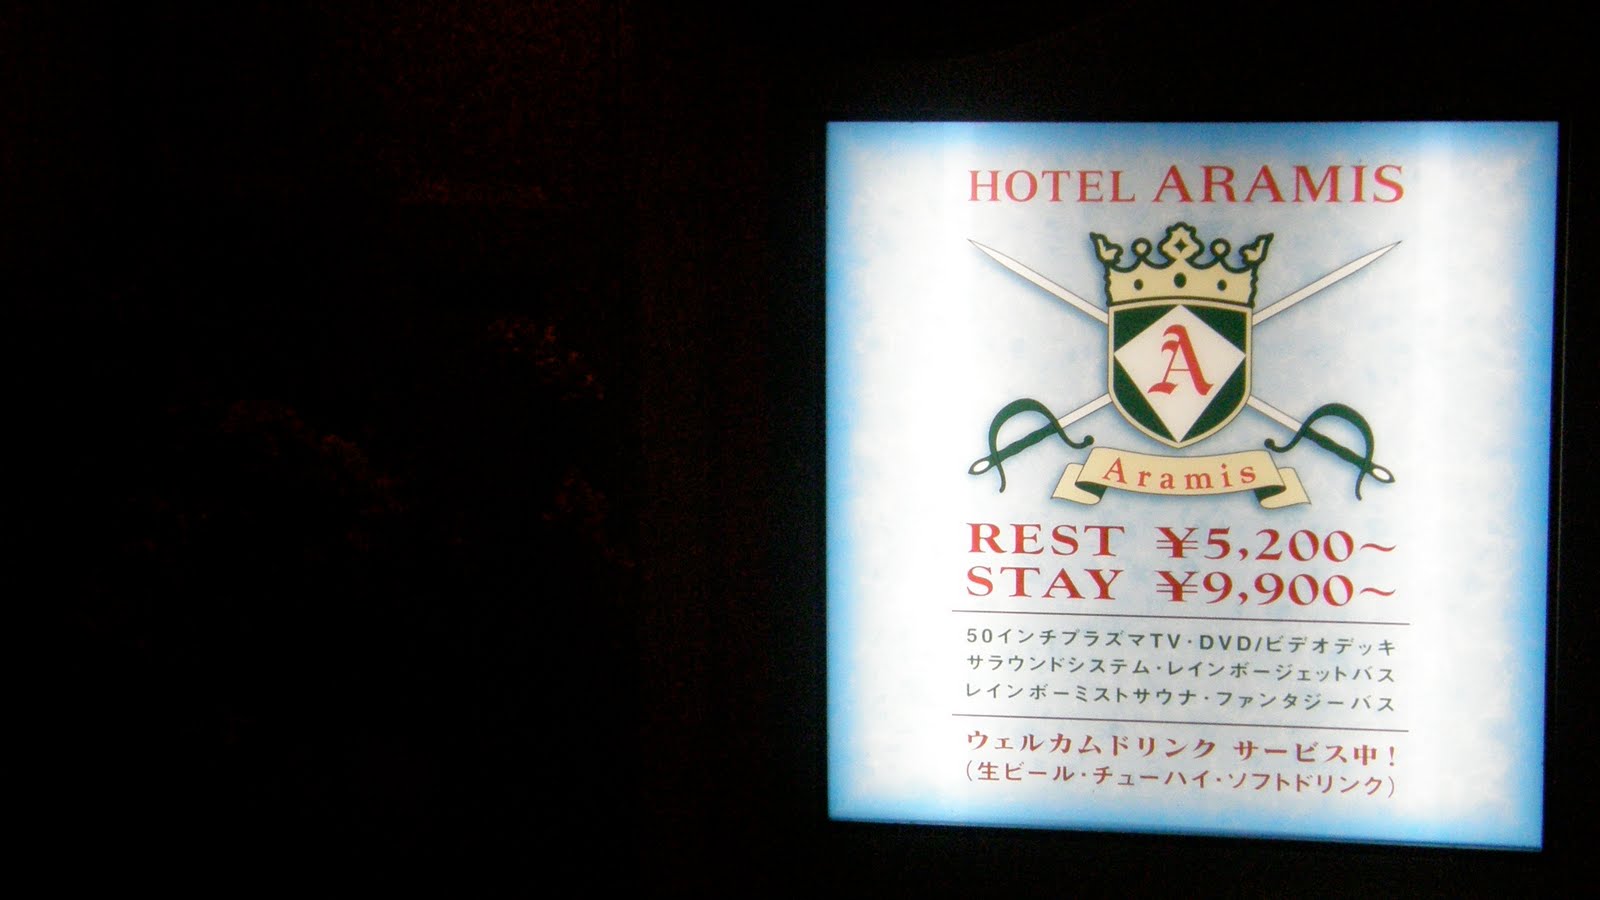 HOTEL ARAMIS
A
Aramis
REST ¥5,200~
STAY ¥9,900~
50インチプラズマTV・DVD/ビデオデッキ
サラウンドシステム・レインボージェットバス
レインボーミストサウナ・ファンタジーバス
ウェルカムドリンク サービス中!
(生ビール・チューハイ・ソフトドリンク)